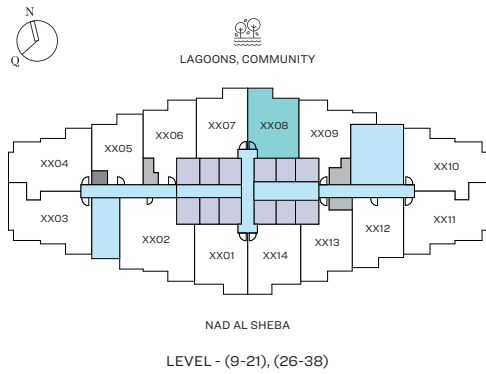 N
Q
LAGOONS, COMMUNITY
XX07
XX08
XX06
XX09
XX05
XX04
XX10
XX03
XX11
XX02
XX12
XX13
XX01
XX14
NAD AL SHEBA
LEVEL - (9-21), (26-38)